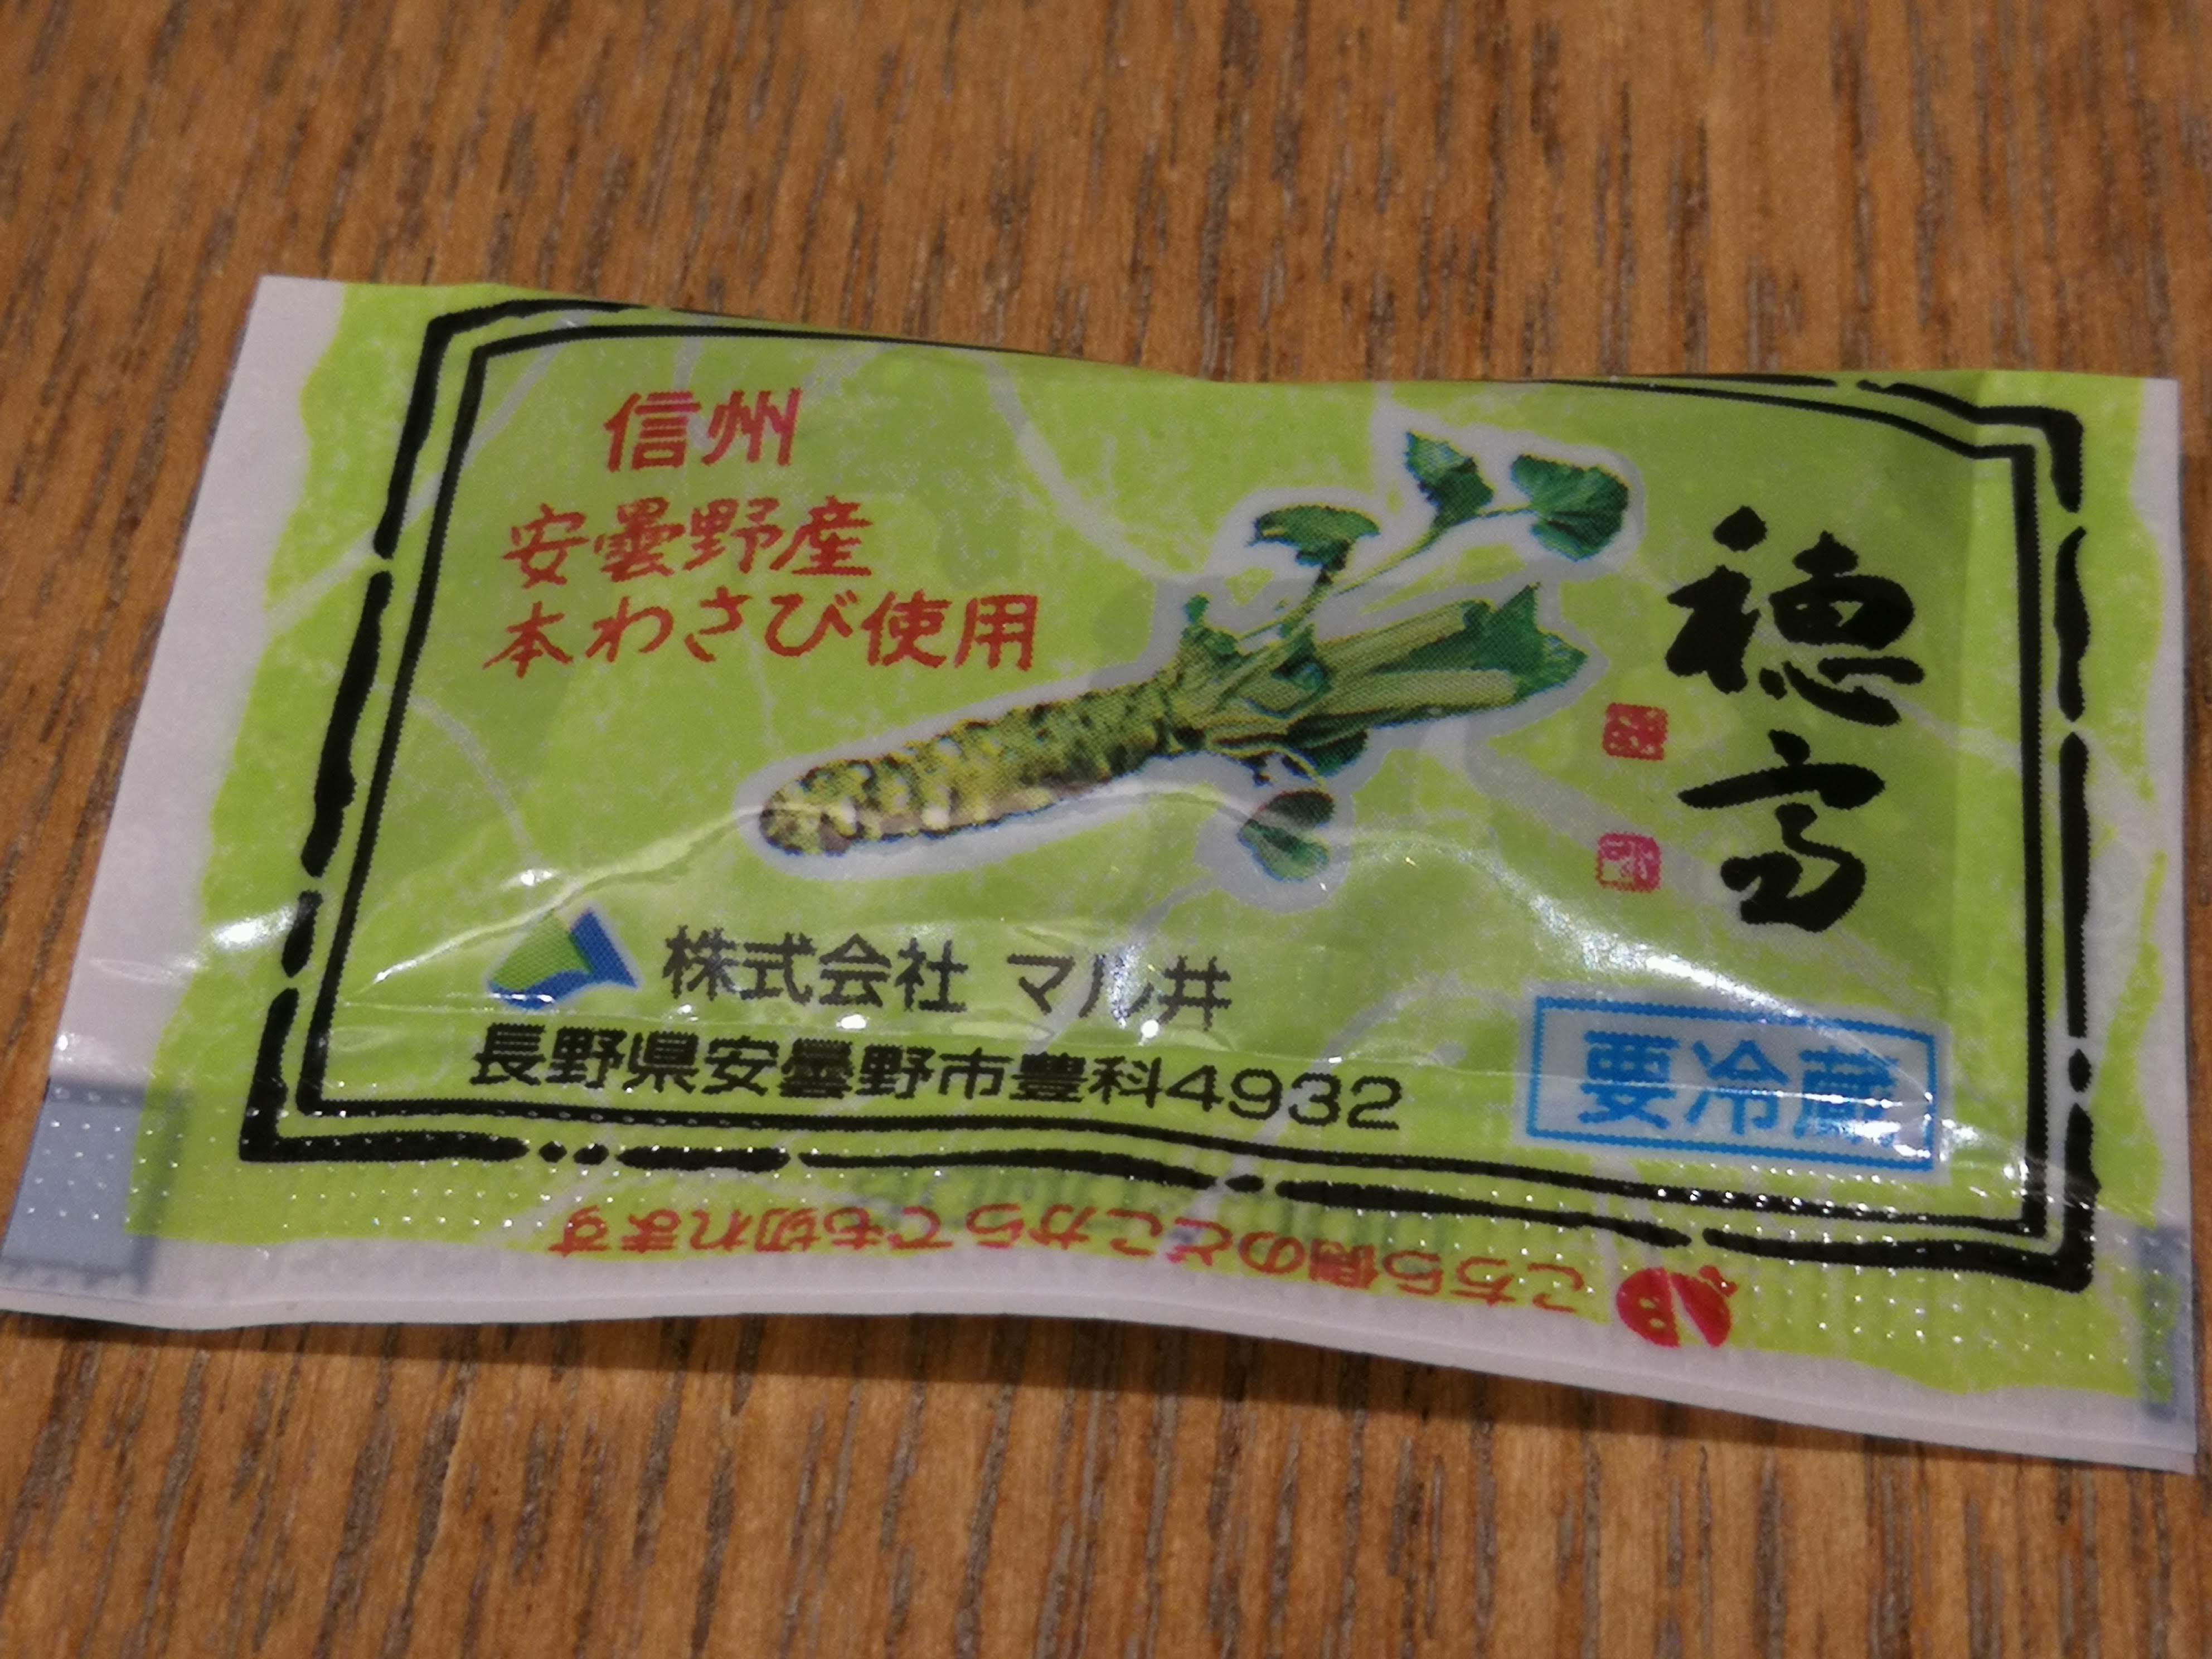 信州
安曇野産
本わさび使用
穂高
株式会社 マル井
長野県安曇野市豊科4932
要冷蔵
こちら側のどこからでも切れます